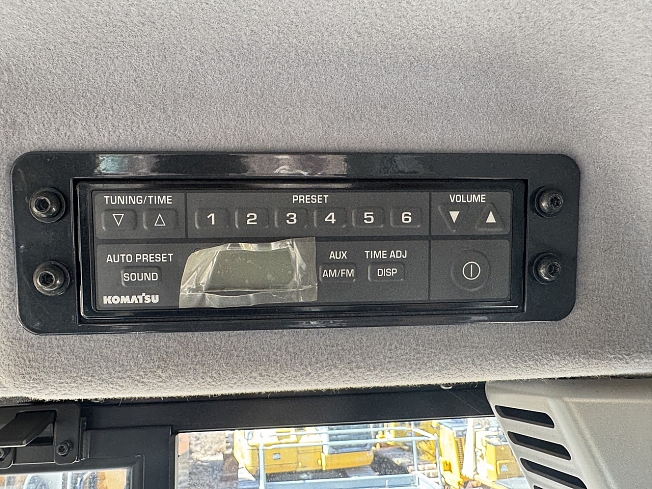 TUNING/TIME
PRESET
VOLUME
▽ △
1 2 3 4 5 6
▼ ▲
AUTO PRESET
SOUND
AUX
AM/FM
TIME ADJ
DISP
KOMATSU